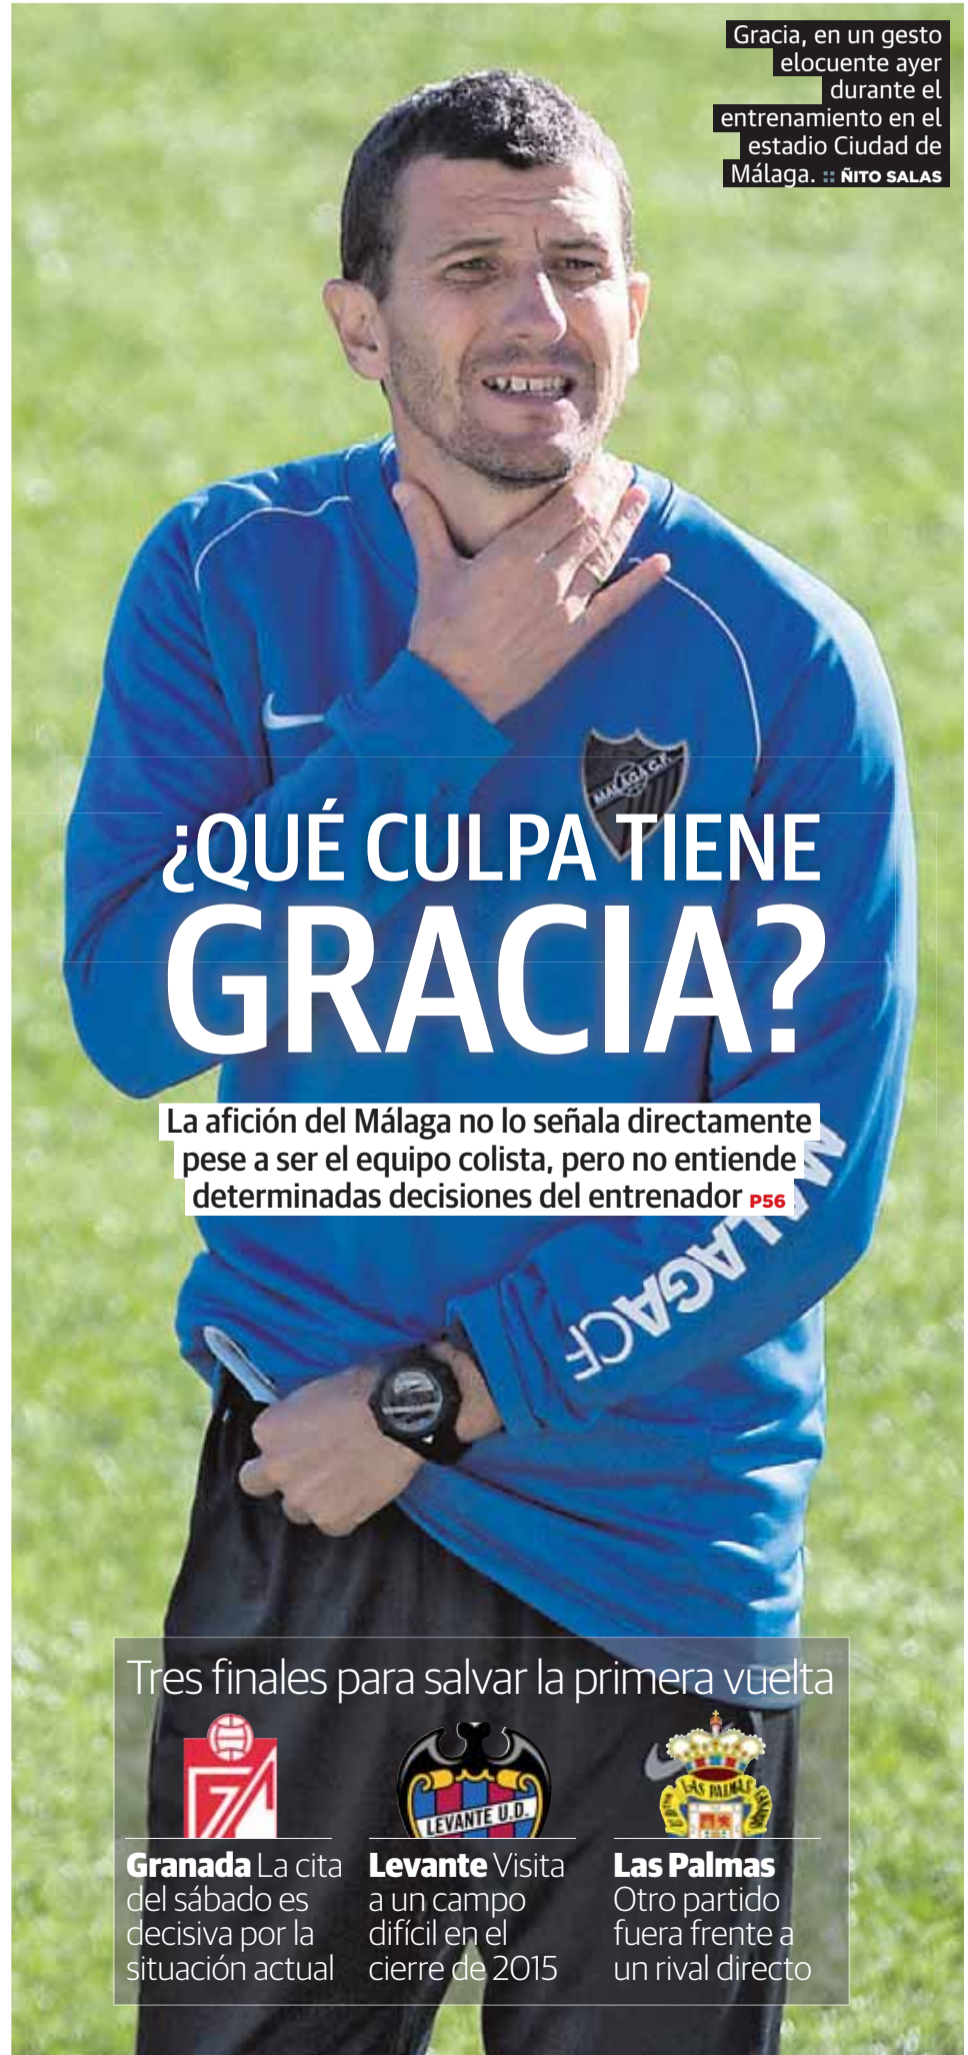 Gracia, en un gesto
elocuente ayer
durante el
entrenamiento en el
estadio Ciudad de
Málaga. :: ÑITO SALAS
MÁLAGA C.F.
¿QUÉ CULPA TIENE
GRACIA?
La afición del Málaga no lo señala directamente
pese a ser el equipo colista, pero no entiende
determinadas decisiones del entrenador P56
MALAGACF
Tres finales para salvar la primera vuelta
LEVANTE U.D.
LAS PALMAS
Granada La cita
del sábado es
decisiva por la
situación actual
Levante Visita
a un campo
difícil en el
cierre de 2015
Las Palmas
Otro partido
fuera frente a
un rival directo